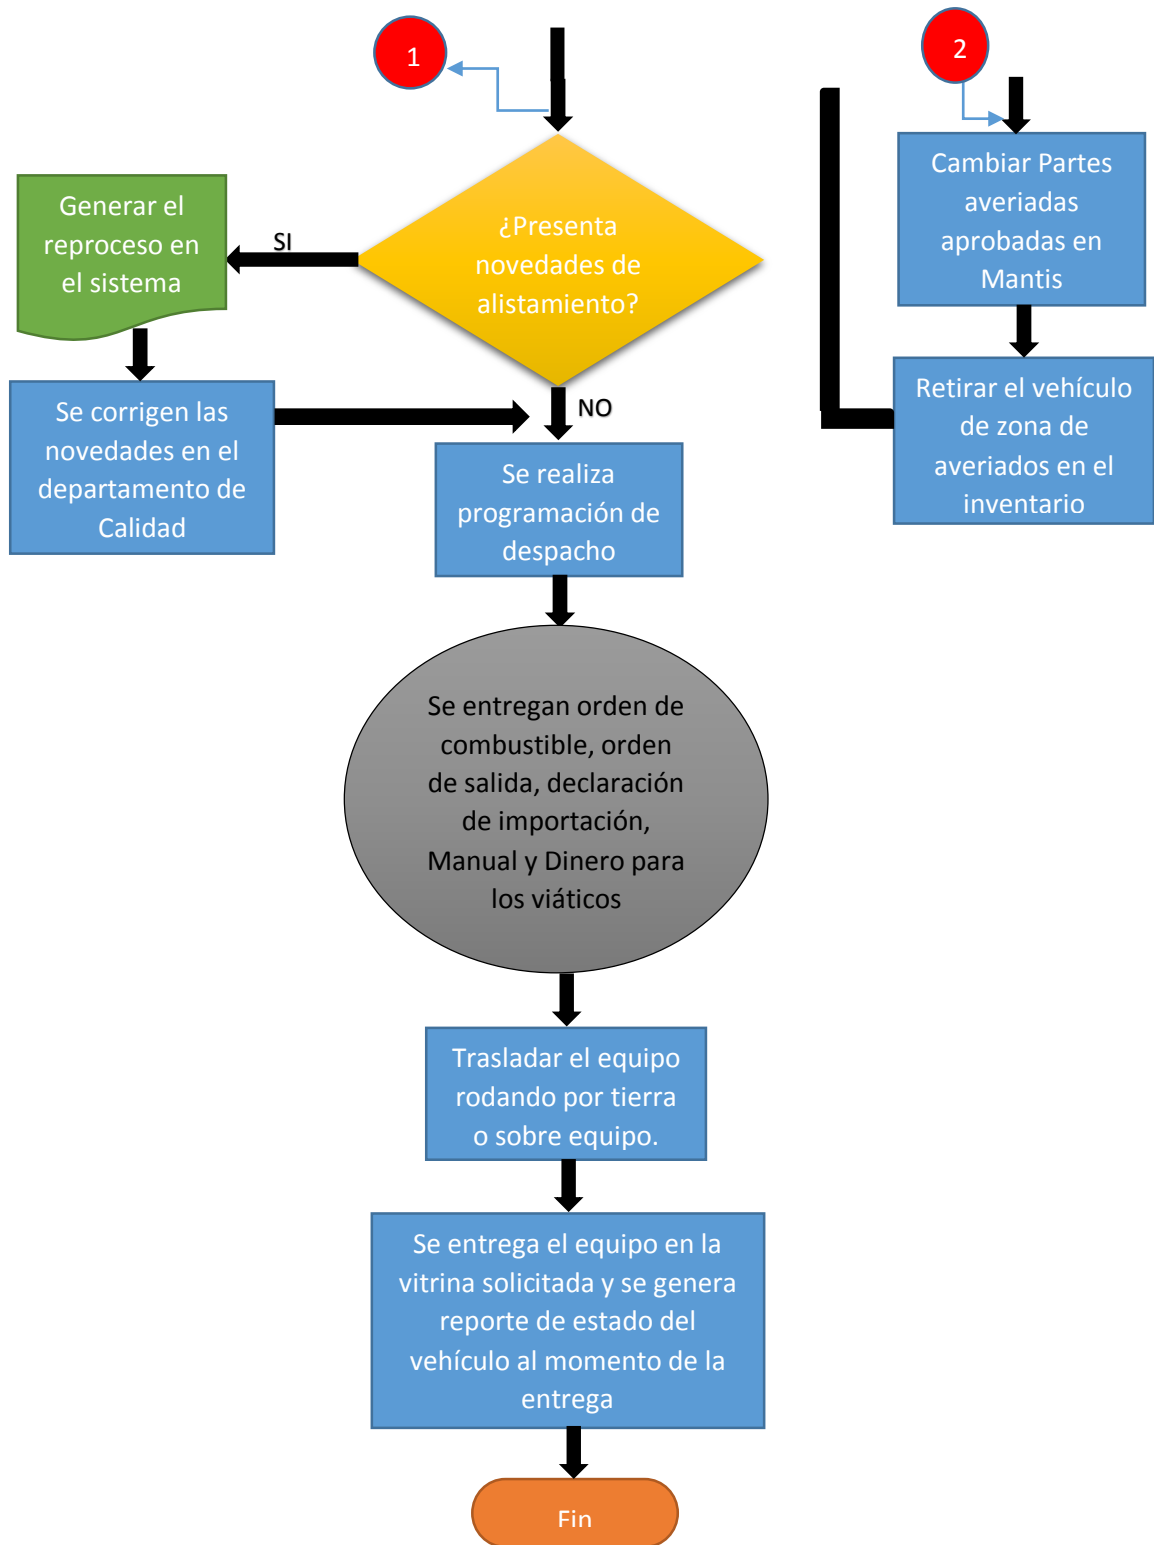 1
2
Cambiar Partes
averiadas
aprobadas en
Mantis
Generar el
reproceso en
el sistema
SI
¿Presenta
novedades de
alistamiento?
Retirar el vehículo
de zona de
averiados en el
inventario
Se corrigen las
novedades en el
departamento de
Calidad
NO
Se realiza
programación de
despacho
Se entregan orden de
combustible, orden
de salida, declaración
de importación,
Manual y Dinero para
los viáticos
Trasladar el equipo
rodando por tierra
o sobre equipo.
Se entrega el equipo en la
vitrina solicitada y se genera
reporte de estado del
vehículo al momento de la
entrega
Fin